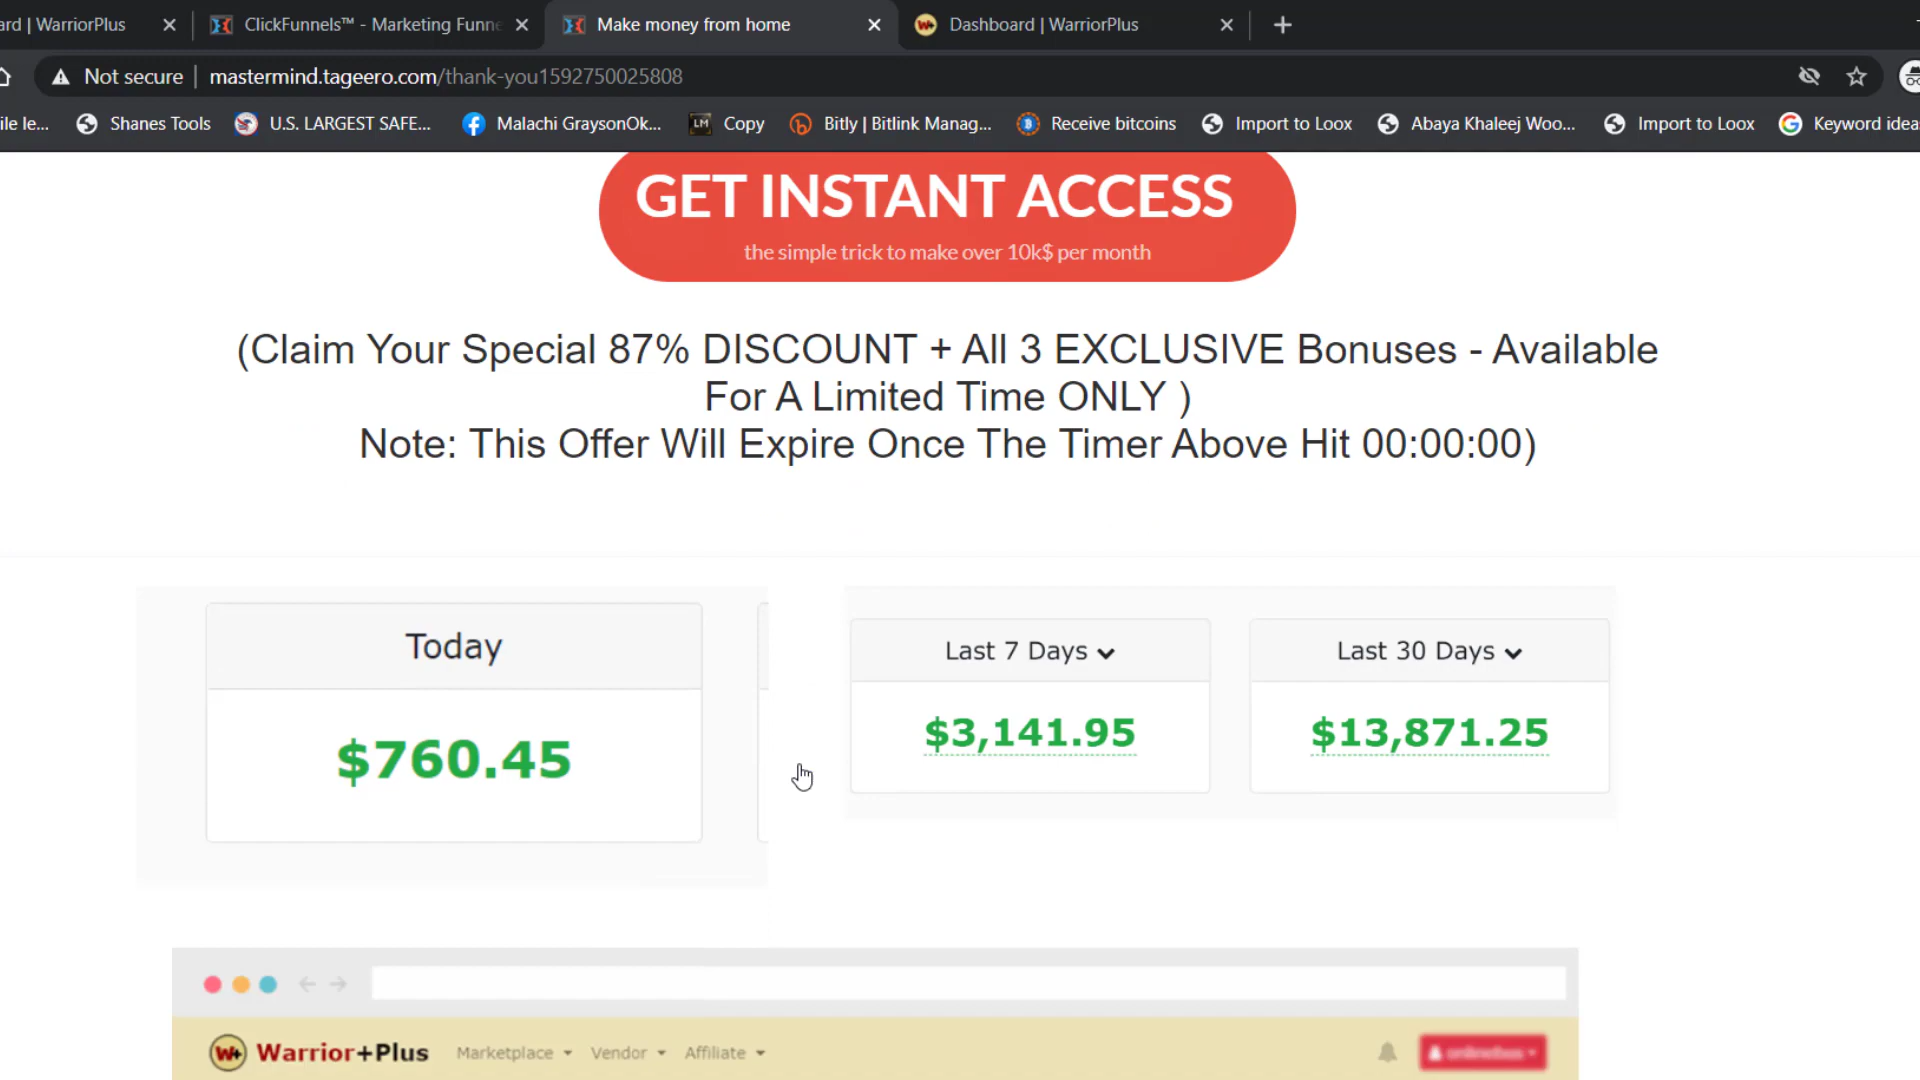 ard | WarriorPlus
ClickFunnels™ - Marketing Funne
Make money from home
Dashboard | WarriorPlus
Not secure | mastermind.tageero.com/thank-you1592750025808
ile le...
Shanes Tools
U.S. LARGEST SAFE...
Malachi GraysonOk...
LM
Copy
Bitly | Bitlink Manag...
Receive bitcoins
Import to Loox
Abaya Khaleej Woo...
Import to Loox
Keyword idea
GET INSTANT ACCESS
the simple trick to make over 10k$ per month
(Claim Your Special 87% DISCOUNT + All 3 EXCLUSIVE Bonuses - Available
For A Limited Time ONLY )
Note: This Offer Will Expire Once The Timer Above Hit 00:00:00)
Today
$760.45
Last 7 Days
$3,141.95
Last 30 Days
$13,871.25
W+ Warrior+Plus
Marketplace
Vendor
Affiliate